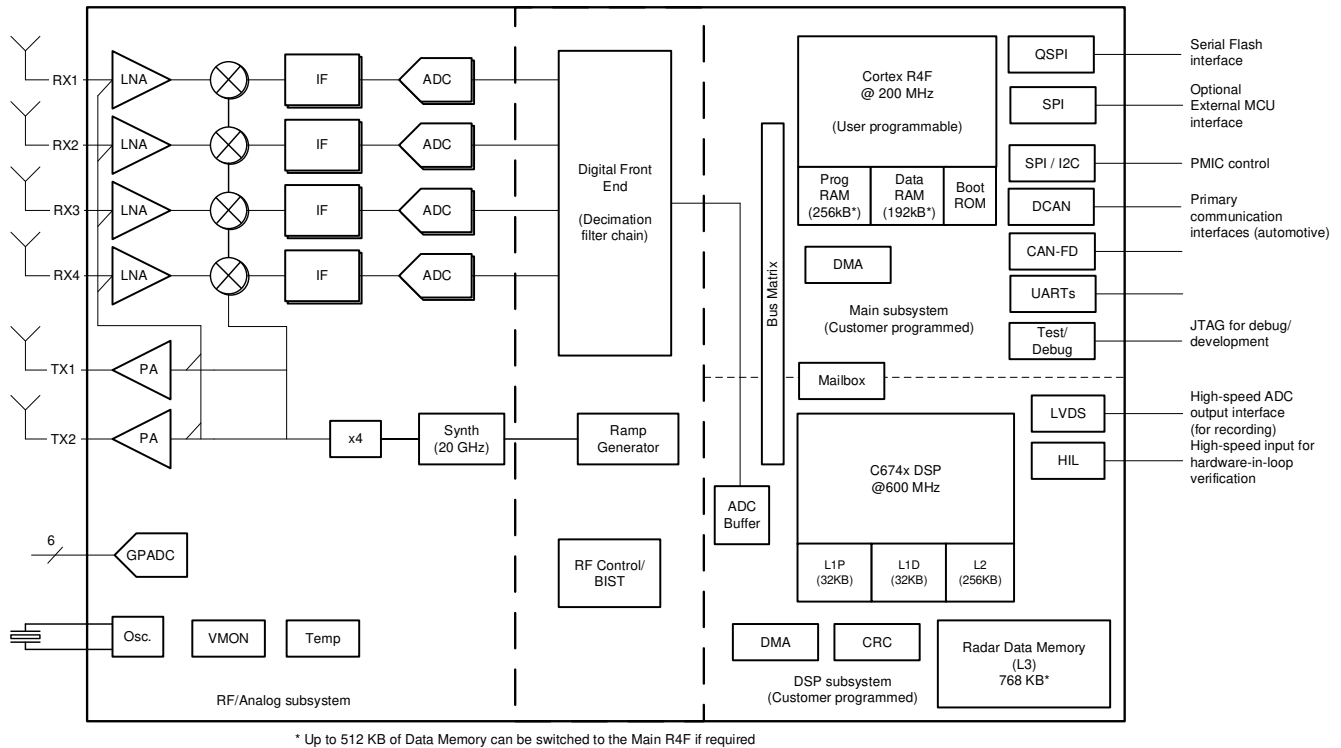 RX1
LNA
IF
ADC
RX2
LNA
IF
ADC
RX3
LNA
IF
ADC
RX4
LNA
IF
ADC
TX1
PA
TX2
PA
x4
Synth
(20 GHz)
Ramp
Generator
Digital Front
End
(Decimation
filter chain)
6
GPADC
RF Control/
BIST
Osc.
VMON
Temp
RF/Analog subsystem
Bus Matrix
ADC
Buffer
Cortex R4F
@ 200 MHz
(User programmable)
Prog
RAM
(256kB*)
Data
RAM
(192kB*)
Boot
ROM
DMA
Main subsystem
(Customer programmed)
Mailbox
QSPI
Serial Flash
interface
SPI
Optional
External MCU
interface
SPI / I2C
PMIC control
DCAN
Primary
communication
interfaces (automotive)
CAN-FD
UARTs
Test/
Debug
JTAG for debug/
development
LVDS
High-speed ADC
output interface
(for recording)
HIL
High-speed input for
hardware-in-loop
verification
C674x DSP
@600 MHz
L1P
(32KB)
L1D
(32KB)
L2
(256KB)
DMA
CRC
DSP subsystem
(Customer programmed)
Radar Data Memory
(L3)
768 KB*
* Up to 512 KB of Data Memory can be switched to the Main R4F if required